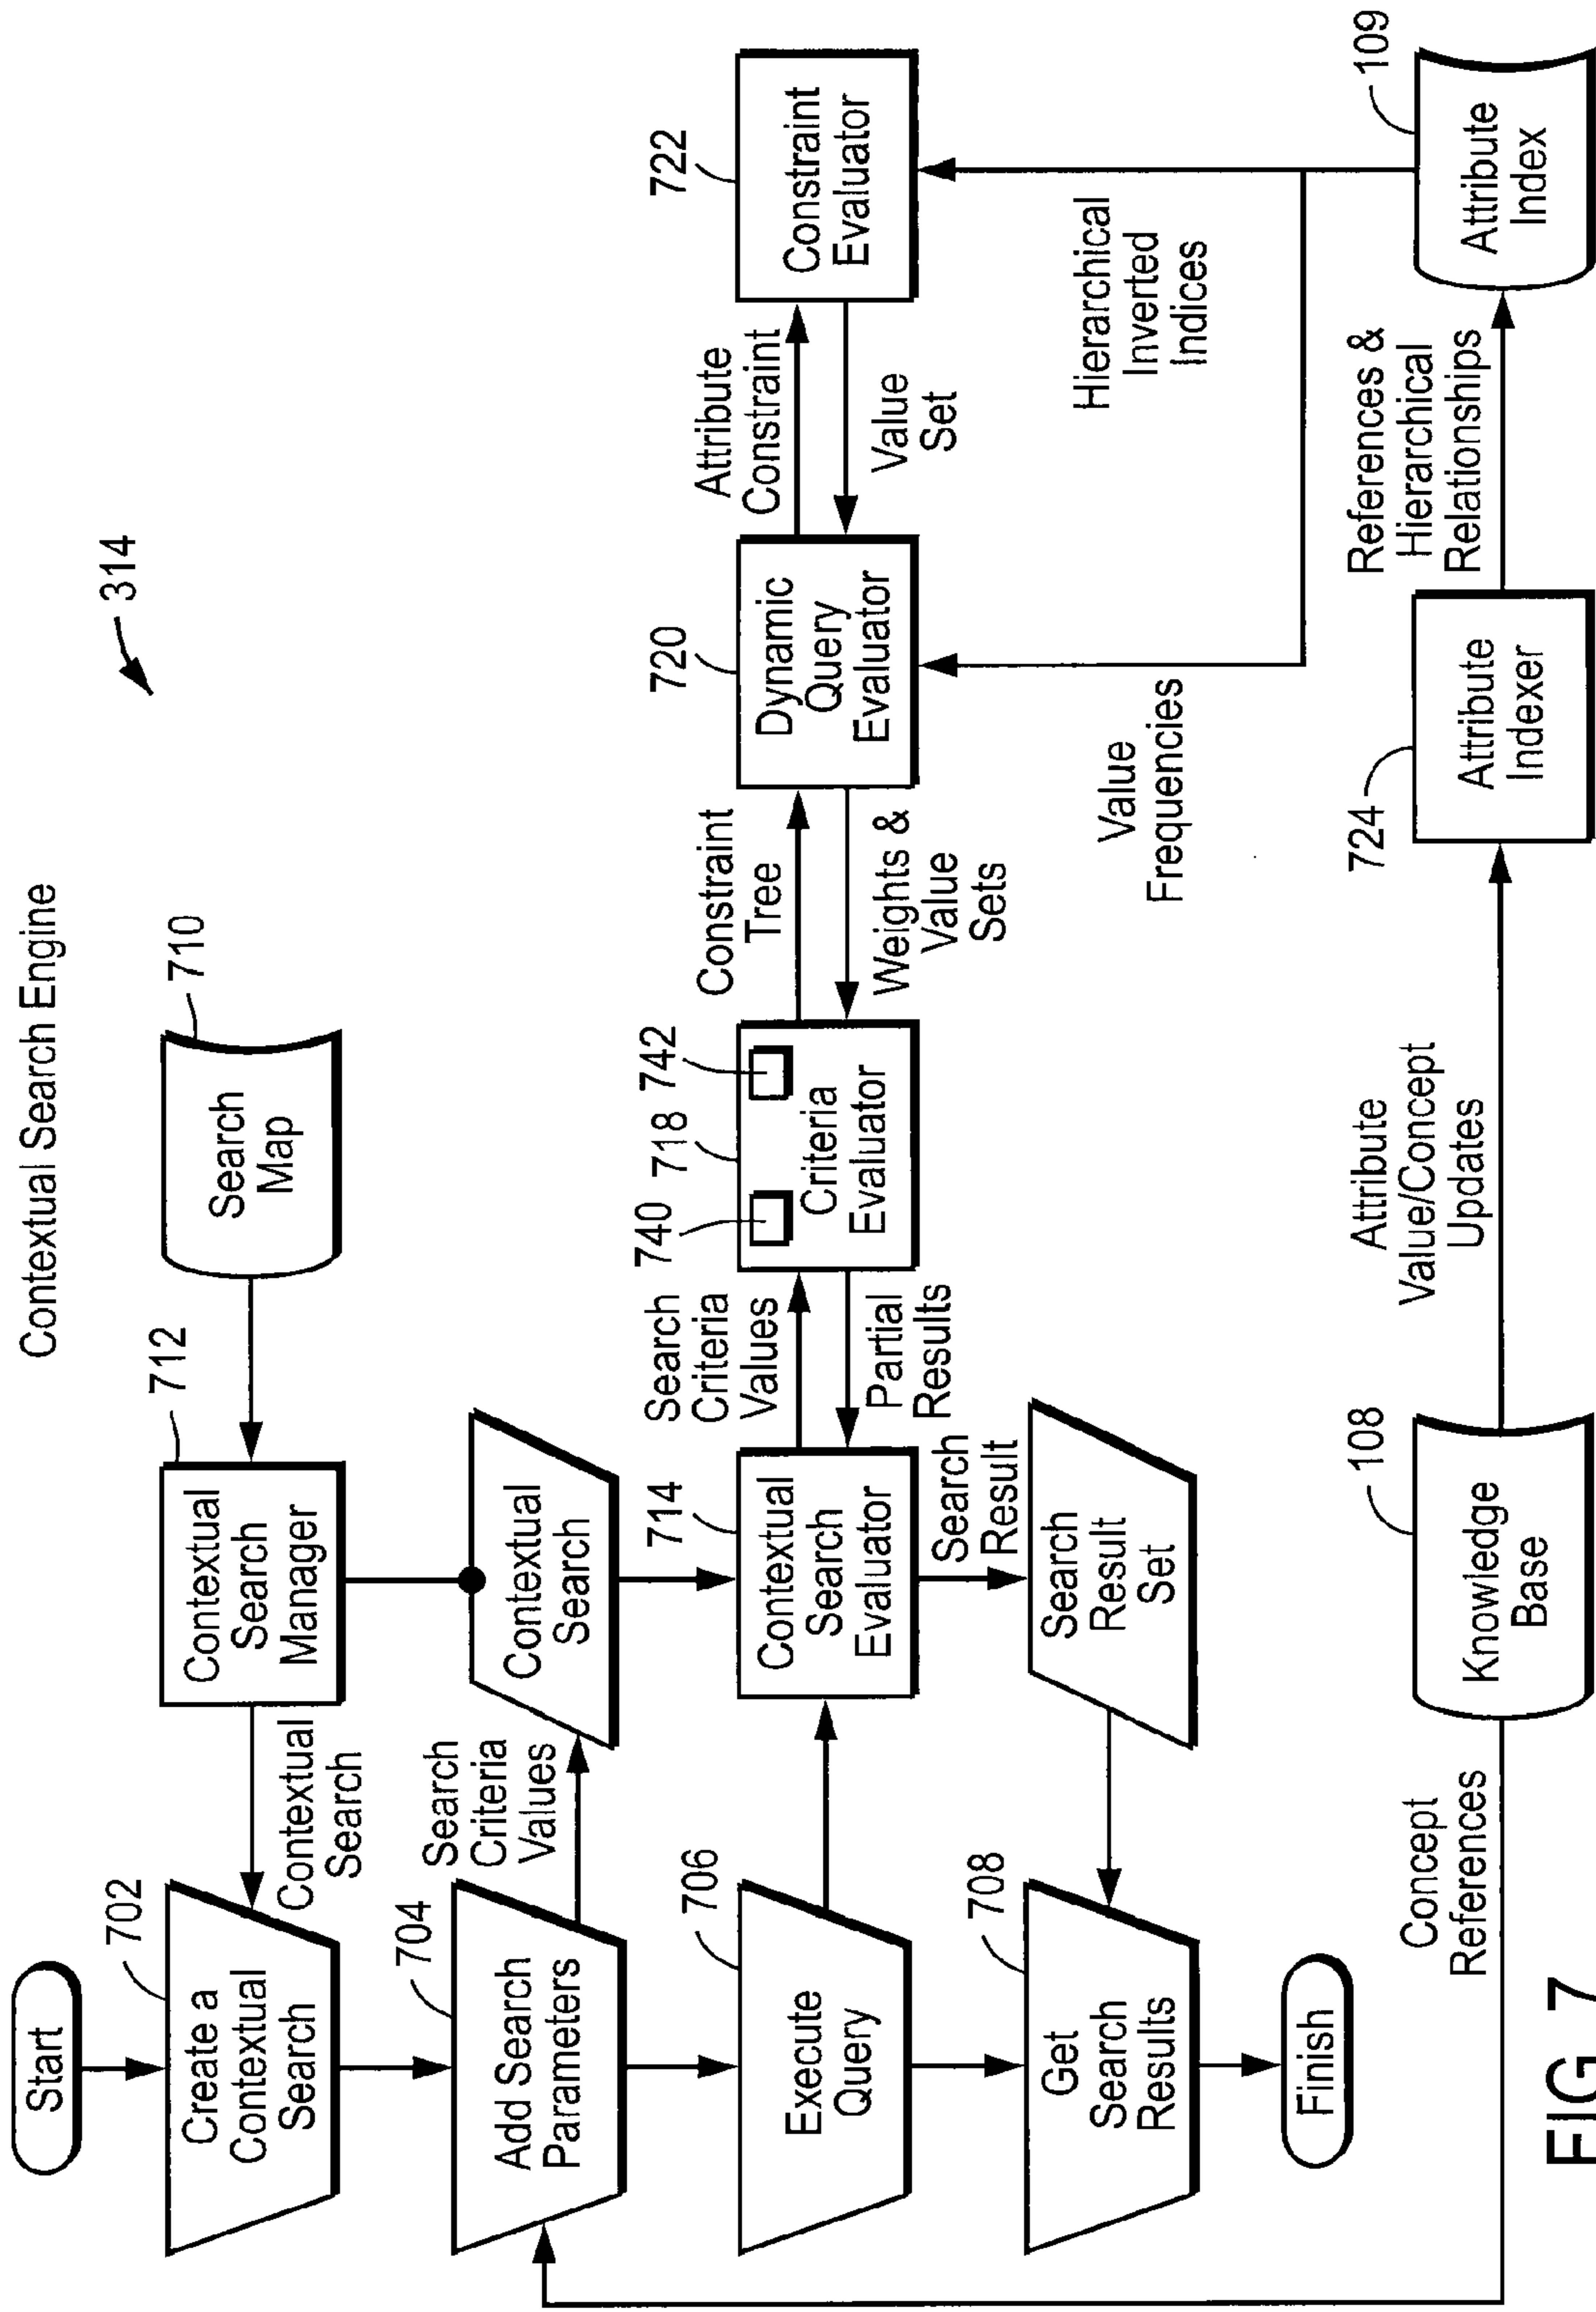 Contextual Search Engine
314
Start
702
Create a
Contextual
Search
Contextual
Search
712
Contextual
Search
Manager
710
Search
Map
704
Add Search
Parameters
Search
Criteria
Values
Contextual
Search
706
Execute
Query
714
Contextual
Search
Evaluator
Search
Criteria
Values
Partial
Results
740
718
742
Criteria
Evaluator
Constraint
Tree
Weights &
Value
Sets
720
Dynamic
Query
Evaluator
Attribute
Constraint
Value
Set
722
Constraint
Evaluator
Search
Result
708
Get
Search
Results
Search
Result
Set
Value
Frequencies
Hierarchical
Inverted
Indices
Finish
Concept
References
108
Knowledge
Base
Attribute
Value/Concept
Updates
724
Attribute
Indexer
References &
Hierarchical
Relationships
109
Attribute
Index
FIG. 7